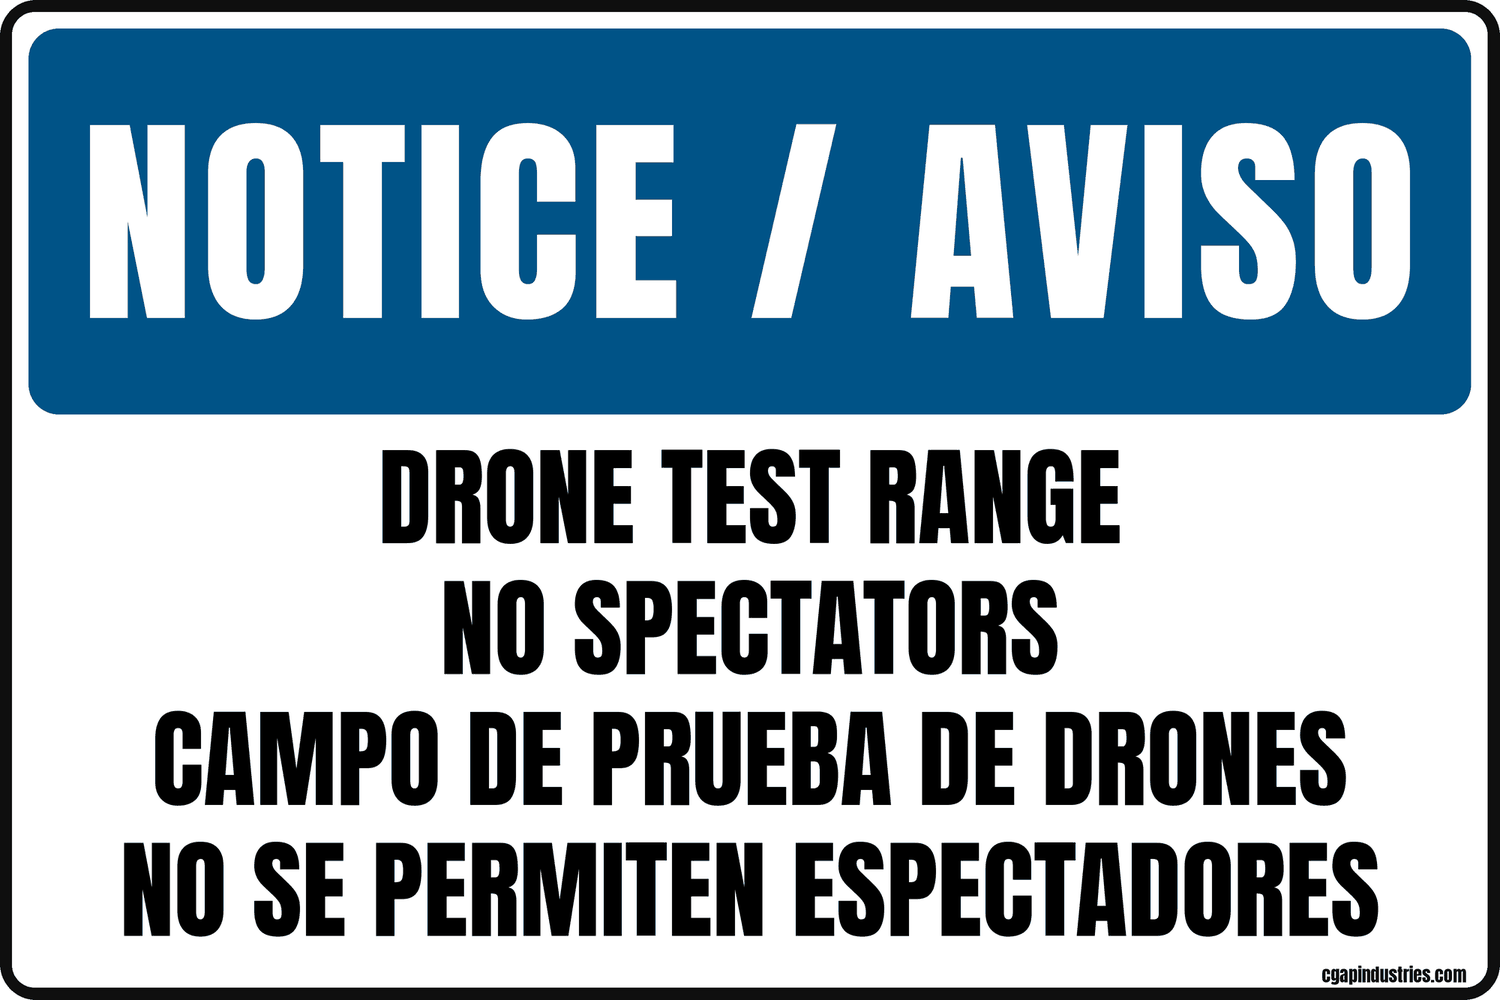 NOTICE / AVISO
DRONE TEST RANGE
NO SPECTATORS
CAMPO DE PRUEBA DE DRONES
NO SE PERMITEN ESPECTADORES
cgapindustries.com